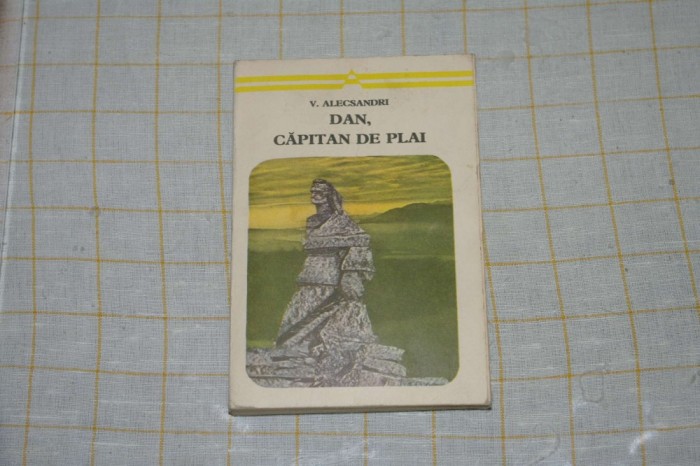 V. ALECSANDRI
DAN,
CĂPITAN DE PLAI